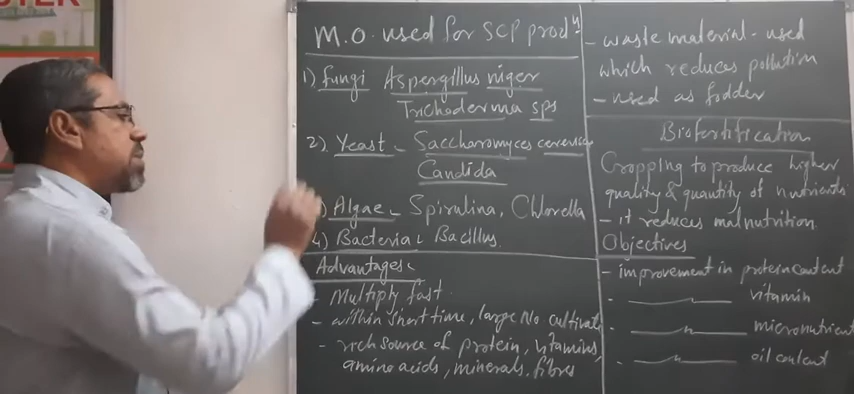 STER
M.O. used for SCP prodⁿ
1) Fungi Aspergillus niger
Trichoderma sps
2) Yeast - Saccharomyces
Candida
) Algae - Spirulina, Chlorella
4) Bacteria - Bacillus.
Advantages -
- Multiply fast.
- within short time, large No. cultivat
- rich source of protein, vitamins,
amino acids, minerals, fibres
- waste material - used
which reduces pollution
- used as fodder
Biofortification
Cropping to produce higher
quality & quantity of nutrients
- it reduces malnutrition.
Objectives
- improvement in protein content
- —〃— vitamin
- —〃— micronutrient
- —〃— oil content